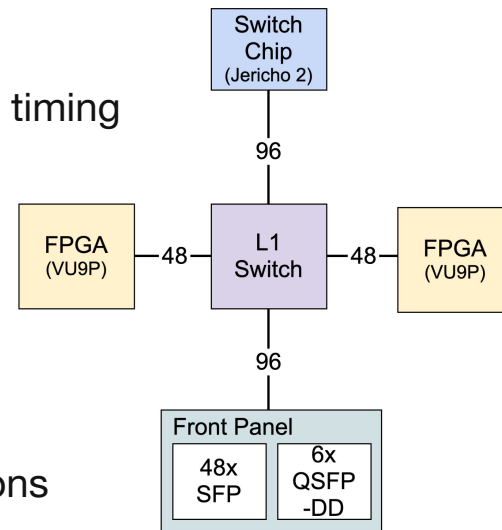 Switch
Chip
(Jericho 2)
timing
96
FPGA
(VU9P)
48
L1
Switch
48
FPGA
(VU9P)
96
Front Panel
48x
SFP
6x
QSFP
-DD
ons